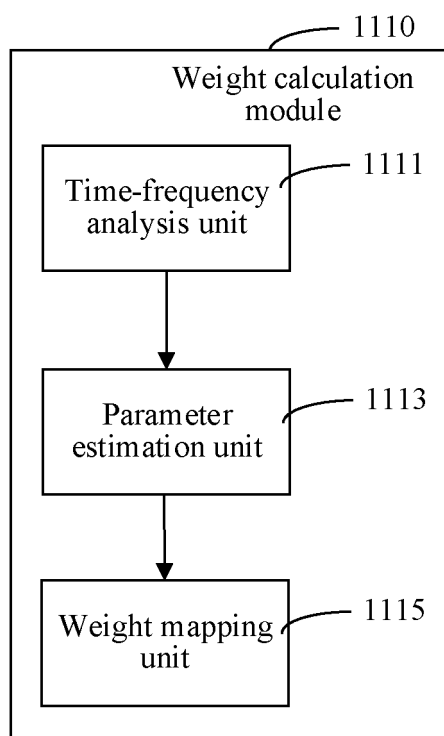 1110
Weight calculation
module
1111
Time-frequency
analysis unit
1113
Parameter
estimation unit
1115
Weight mapping
unit